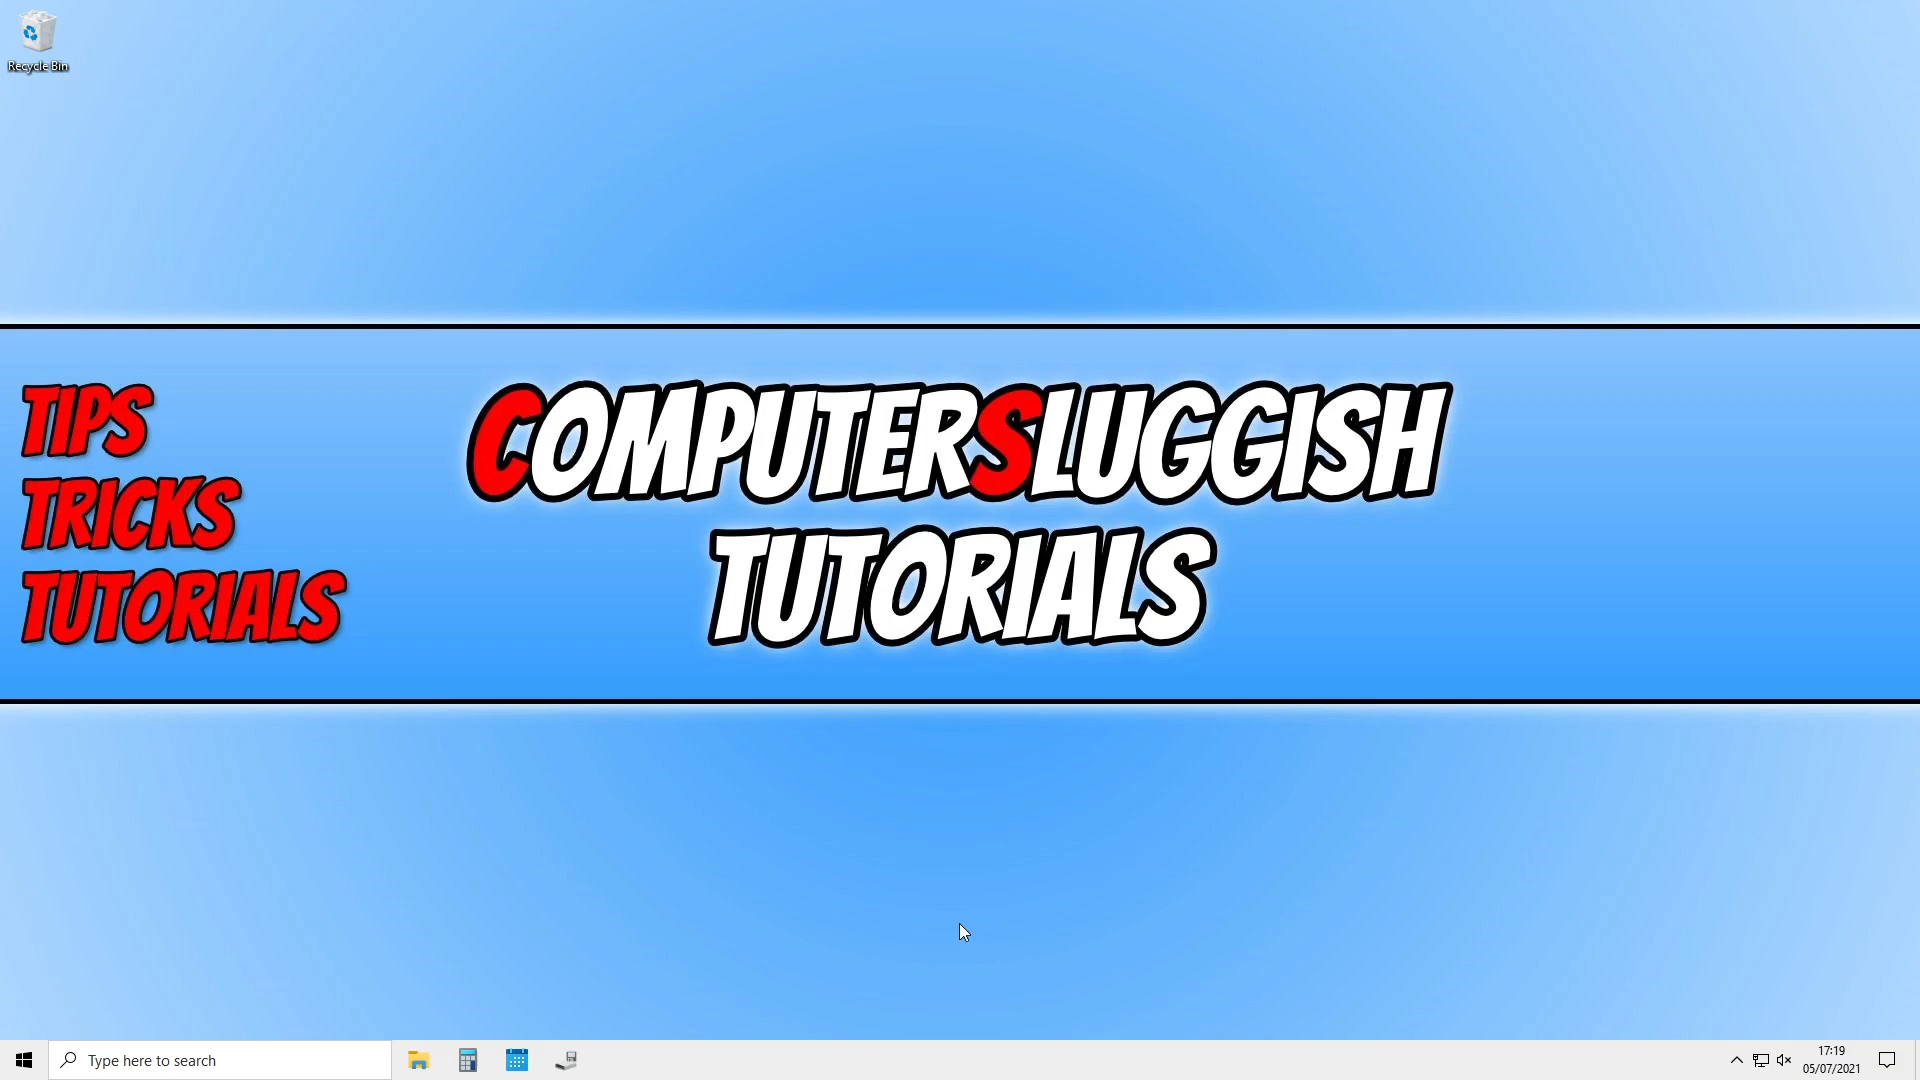 Recycle Bin
TIPS
TRICKS
TUTORIALS
COMPUTERSLUGGISH
TUTORIALS
Type here to search
17:19
05/07/2021